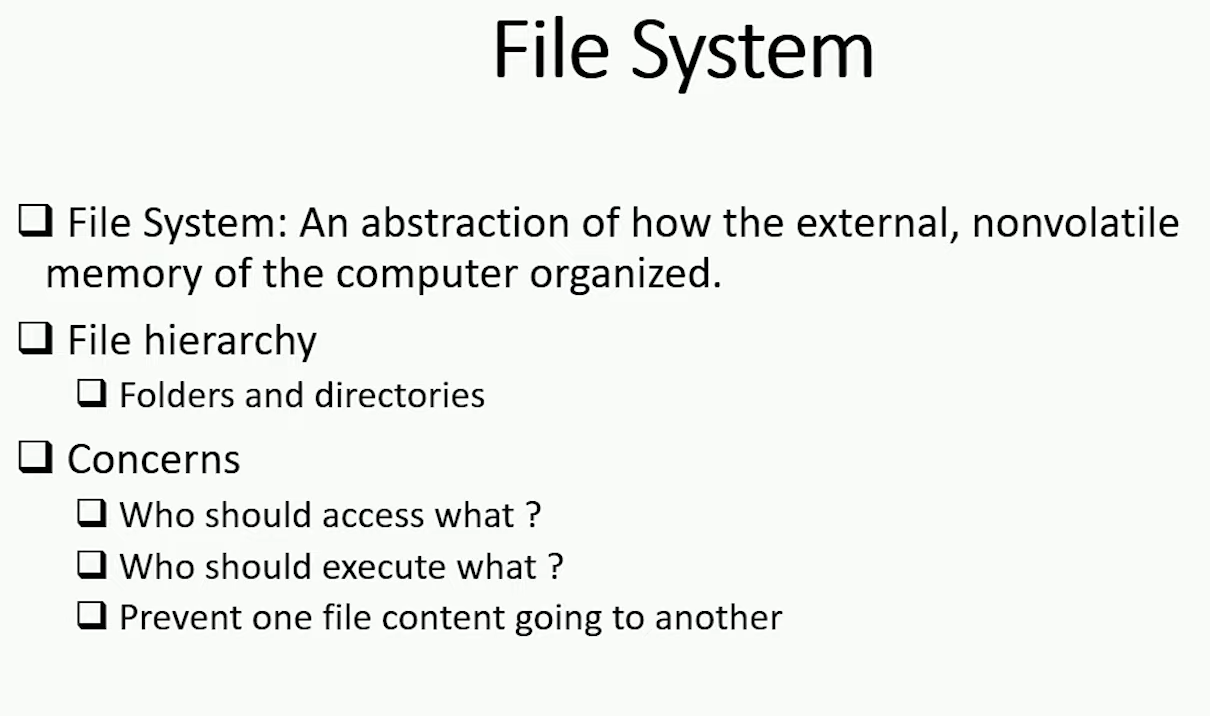 File System
File System: An abstraction of how the external, nonvolatile
memory of the computer organized.
File hierarchy
Folders and directories
Concerns
Who should access what ?
Who should execute what ?
Prevent one file content going to another